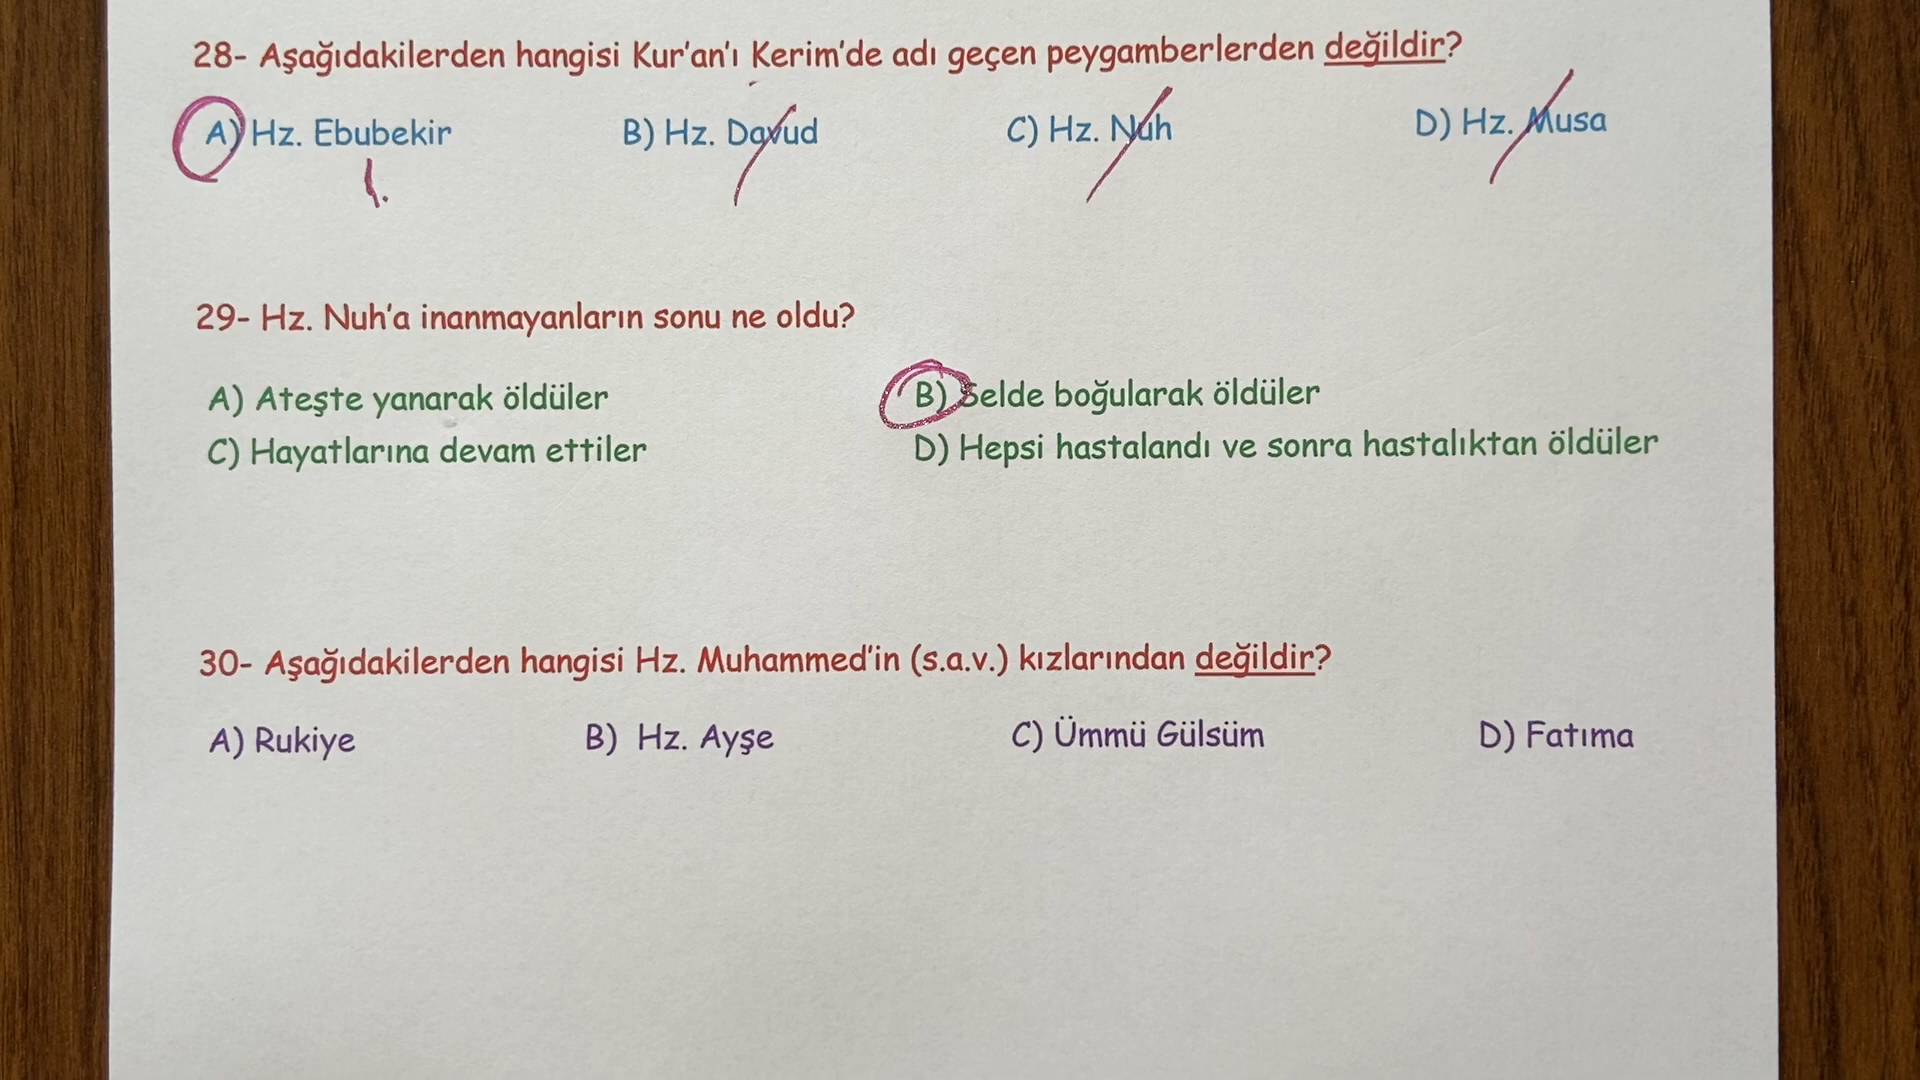 28- Aşağıdakilerden hangisi Kur'an'ı Kerim'de adı geçen peygamberlerden değildir?
A) Hz. Ebubekir B) Hz. Davud C) Hz. Nuh D) Hz. Musa
29- Hz. Nuh'a inanmayanların sonu ne oldu?
A) Ateşte yanarak öldüler B) Selde boğularak öldüler
C) Hayatlarına devam ettiler D) Hepsi hastalandı ve sonra hastalıktan öldüler
30- Aşağıdakilerden hangisi Hz. Muhammed'in (s.a.v.) kızlarından değildir?
A) Rukiye B) Hz. Ayşe C) Ümmü Gülsüm D) Fatıma